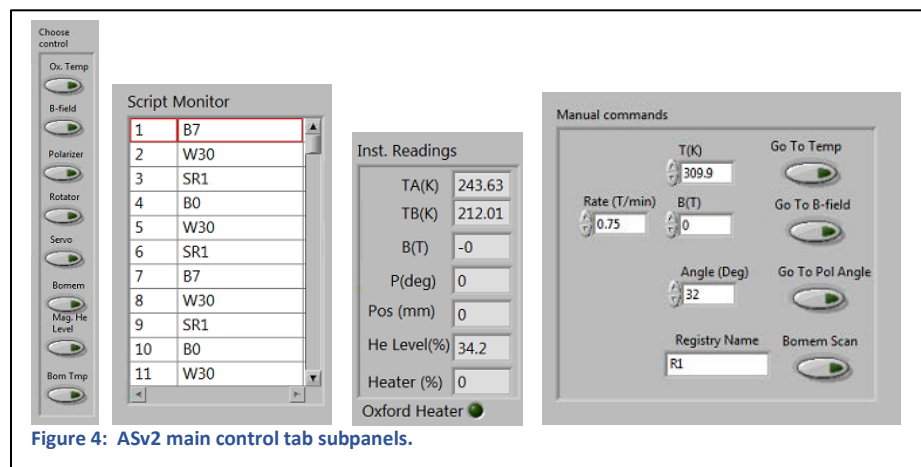 Choose
control
Ox. Temp
B-field
Polarizer
Rotator
Servo
Bomem
Mag. He
Level
Bom Tmp
Script Monitor
1 B7
2 W30
3 SR1
4 B0
5 W30
6 SR1
7 B7
8 W30
9 SR1
10 B0
11 W30
Inst. Readings
TA(K) 243.63
TB(K) 212.01
B(T) -0
P(deg) 0
Pos (mm) 0
He Level(%) 34.2
Heater (%) 0
Oxford Heater
Manual commands
T(K) Go To Temp
309.9
Rate (T/min) B(T) Go To B-field
0.75 0
Angle (Deg) Go To Pol Angle
32
Registry Name Bomem Scan
R1
Figure 4: ASv2 main control tab subpanels.